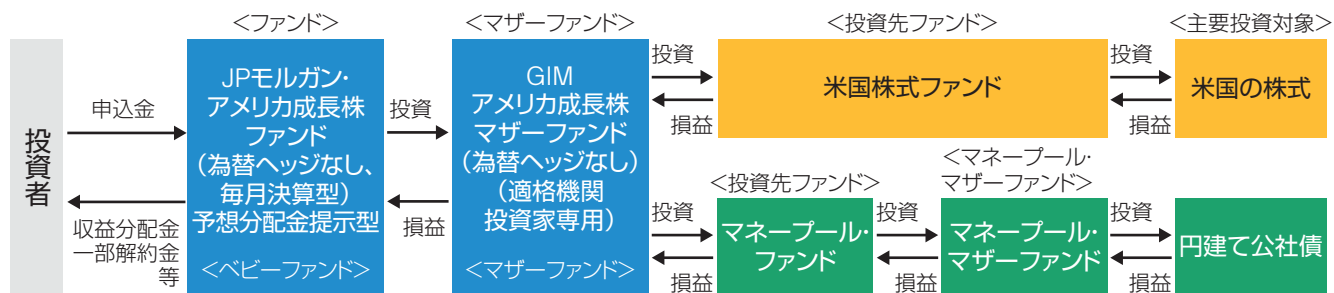 投資者
申込金
収益分配金
一部解約金
等
<ファンド>
JPモルガン・
アメリカ成長株
ファンド
(為替ヘッジなし、
毎月決算型)
予想分配金提示型
<ベビーファンド>
投資
損益
<マザーファンド>
GIM
アメリカ成長株
マザーファンド
(為替ヘッジなし)
(適格機関
投資家専用)
<マザーファンド>
投資
損益
<投資先ファンド>
米国株式ファンド
投資
損益
<主要投資対象>
米国の株式
投資
損益
<投資先ファンド>
マネープール・
ファンド
投資
損益
<マネープール・
マザーファンド>
マネープール・
マザーファンド
投資
損益
円建て公社債